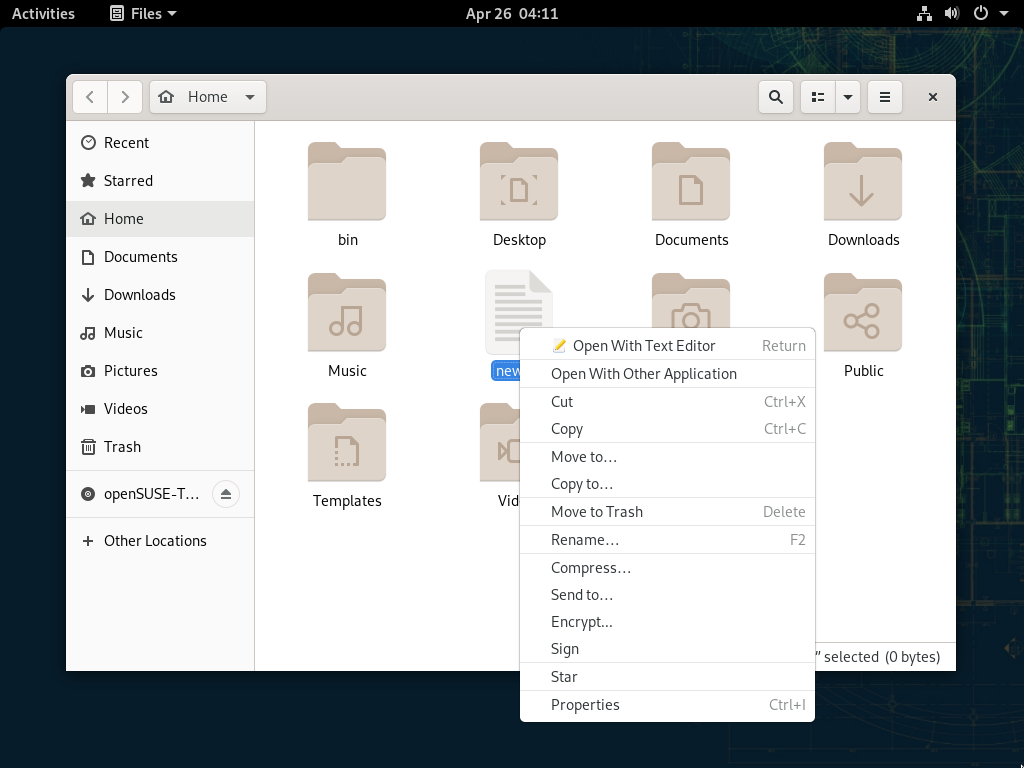 Activities
Files
Apr 26 04:11
Home
Recent
Starred
Home
Documents
Downloads
Music
Pictures
Videos
Trash
openSUSE-T…
Other Locations
bin
Desktop
Documents
Downloads
Music
Public
Templates
Open With Text Editor Return
Open With Other Application
Cut Ctrl+X
Copy Ctrl+C
Move to…
Copy to…
Move to Trash Delete
Rename… F2
Compress…
Send to…
Encrypt...
Sign
Star
Properties Ctrl+I
” selected (0 bytes)